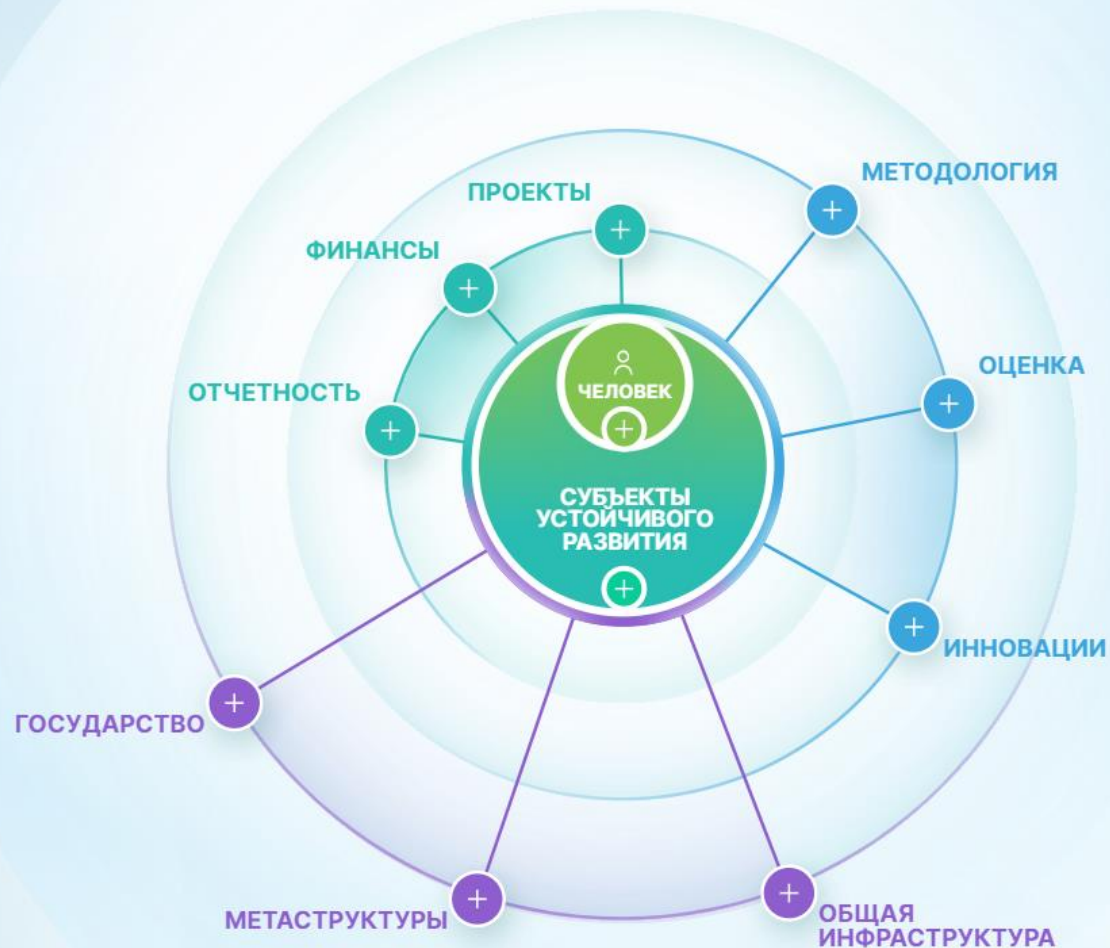 МЕТОДОЛОГИЯ
ПРОЕКТЫ
ФИНАНСЫ
ОЦЕНКА
ОТЧЕТНОСТЬ
ЧЕЛОВЕК
СУБЪЕКТЫ
УСТОЙЧИВОГО
РАЗВИТИЯ
ИННОВАЦИИ
ГОСУДАРСТВО
МЕТАСТРУКТУРЫ
ОБЩАЯ
ИНФРАСТРУКТУРА